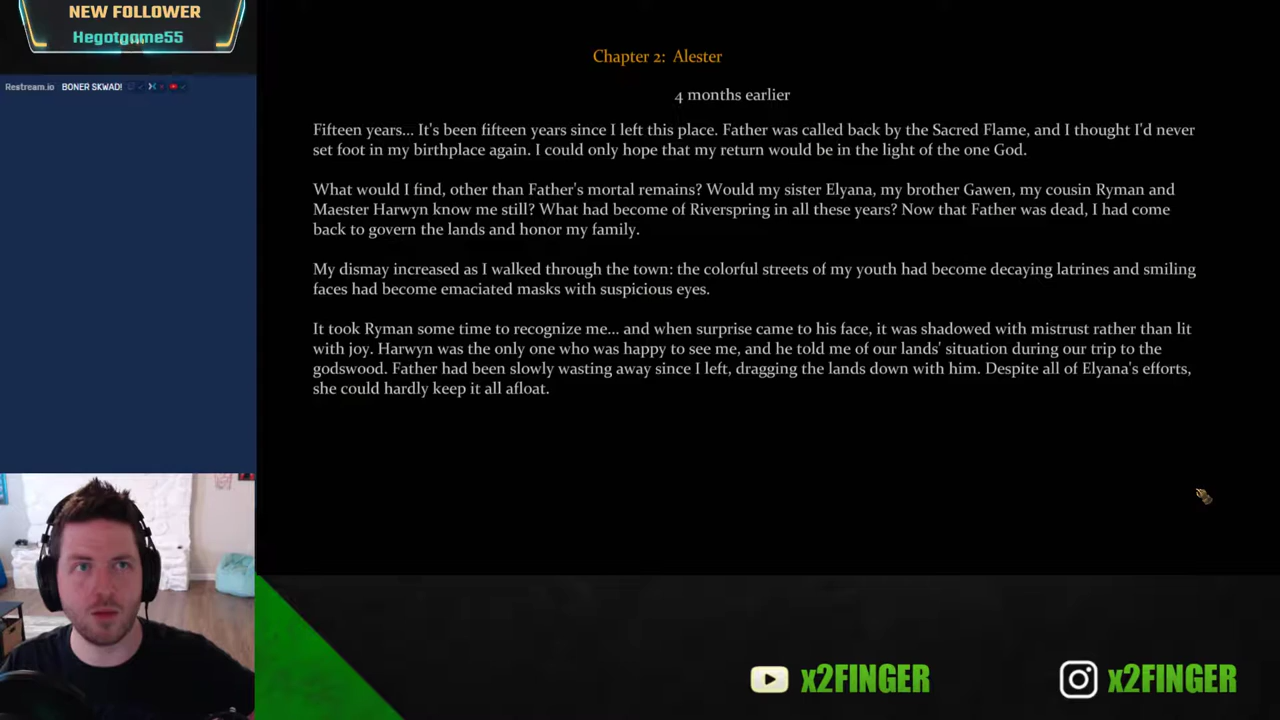 NEW FOLLOWER
Hegotgame55
Restream.io BONER SKWAD!
Chapter 2: Alester
4 months earlier
Fifteen years... It's been fifteen years since I left this place. Father was called back by the Sacred Flame, and I thought I'd never
set foot in my birthplace again. I could only hope that my return would be in the light of the one God.
What would I find, other than Father's mortal remains? Would my sister Elyana, my brother Gawen, my cousin Ryman and
Maester Harwyn know me still? What had become of Riverspring in all these years? Now that Father was dead, I had come
back to govern the lands and honor my family.
My dismay increased as I walked through the town: the colorful streets of my youth had become decaying latrines and smiling
faces had become emaciated masks with suspicious eyes.
It took Ryman some time to recognize me... and when surprise came to his face, it was shadowed with mistrust rather than lit
with joy. Harwyn was the only one who was happy to see me, and he told me of our lands' situation during our trip to the
godswood. Father had been slowly wasting away since I left, dragging the lands down with him. Despite all of Elyana's efforts,
she could hardly keep it all afloat.
x2FINGER
x2FINGER